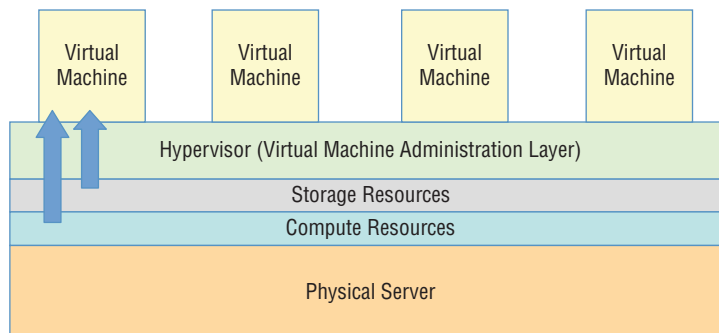 Virtual
Machine
Virtual
Machine
Virtual
Machine
Virtual
Machine
Hypervisor (Virtual Machine Administration Layer)
Storage Resources
Compute Resources
Physical Server